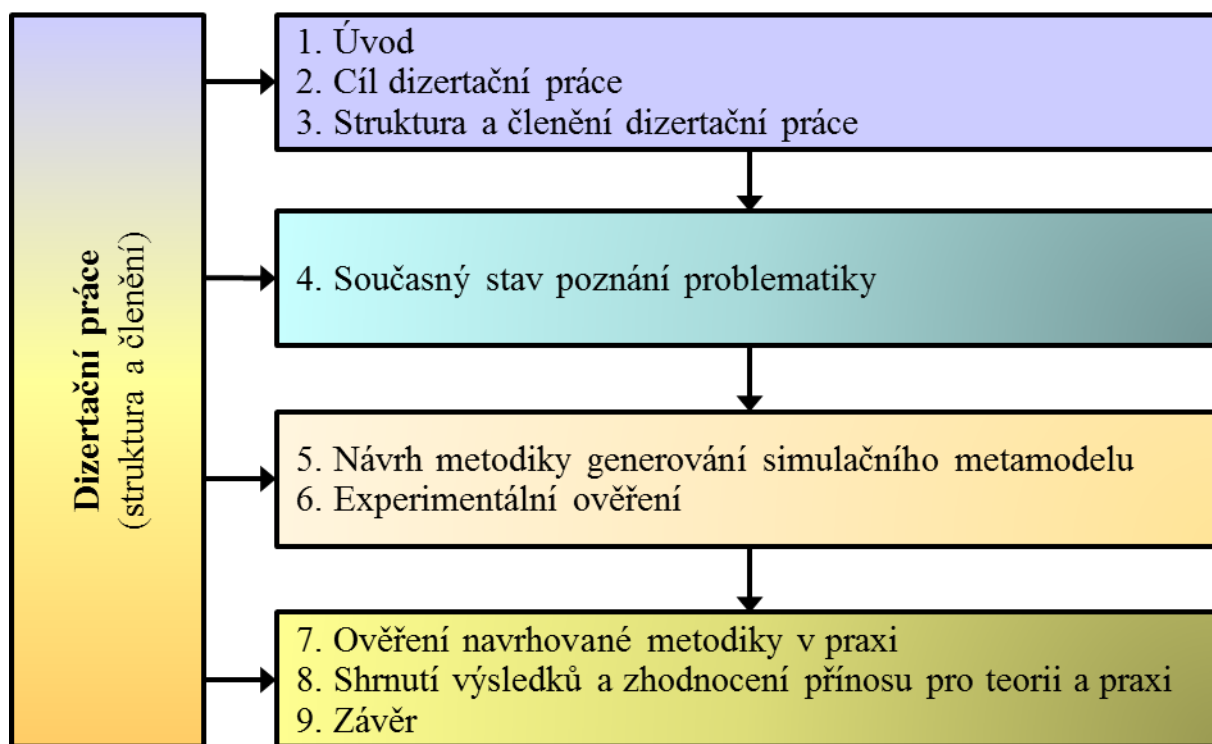 Dizertační práce
(struktura a členění)
1. Úvod
2. Cíl dizertační práce
3. Struktura a členění dizertační práce
4. Současný stav poznání problematiky
5. Návrh metodiky generování simulačního metamodelu
6. Experimentální ověření
7. Ověření navrhované metodiky v praxi
8. Shrnutí výsledků a zhodnocení přínosu pro teorii a praxi
9. Závěr